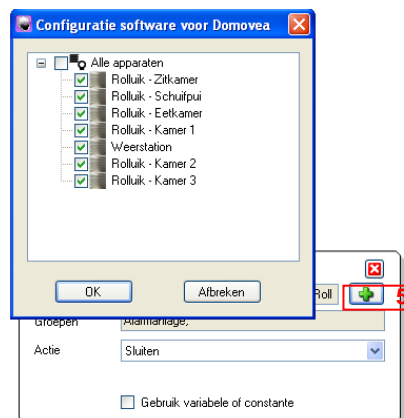 Configuratie software voor Domovea
Alle apparaten
Rolluik - Zitkamer
Rolluik - Schuifpui
Rolluik - Eetkamer
Rolluik - Kamer 1
Weerstation
Rolluik - Kamer 2
Rolluik - Kamer 3
OK
Afbreken
Roll
5
Groepen
Alarmanlage;
Actie
Sluiten
Gebruik variabele of constante